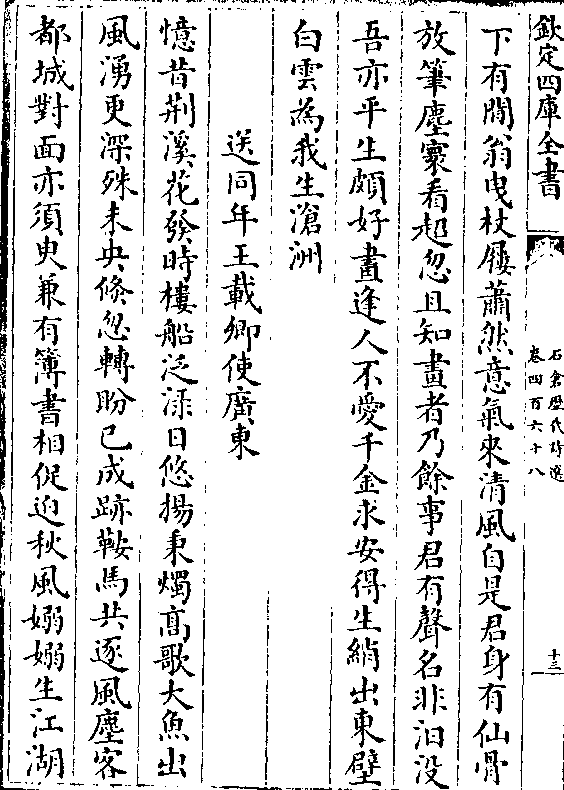 欽定四庫全書
石倉歷代詩選
卷四百六十八
十三
下有閒翁曳杖屨蕭然意氣來清風自是君身有仙骨
放筆塵寰看超忽且知畫者乃餘事君有聲名非汩没
吾亦平生頗好畫逢人不愛千金求安得生綃出東壁
白雲為我生滄洲
送同年王載卿使廣東
憶昔荆溪花發時樓船泛渌日悠揚秉燭髙歌大魚出
風湧更深殊未央倐忽轉盼已成跡鞍馬共逐風塵客
都城對面亦須臾兼有簿書相促迫秋風嫋嫋生江湖